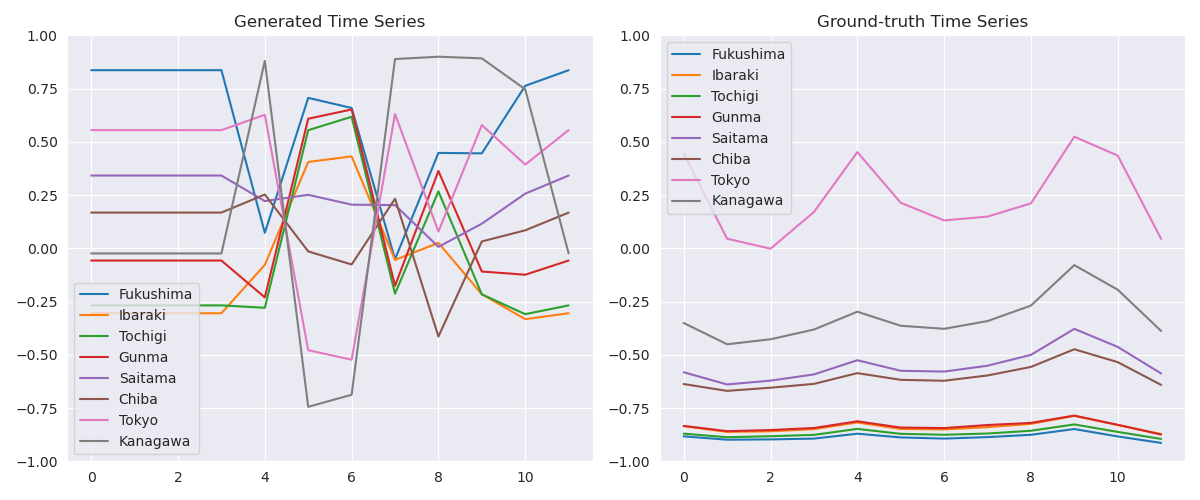 Generated Time Series
1.00
0.75
0.50
0.25
0.00
−0.25
−0.50
−0.75
−1.00
0 2 4 6 8 10
Fukushima
Ibaraki
Tochigi
Gunma
Saitama
Chiba
Tokyo
Kanagawa
Ground-truth Time Series
1.00
0.75
0.50
0.25
0.00
−0.25
−0.50
−0.75
−1.00
0 2 4 6 8 10
Fukushima
Ibaraki
Tochigi
Gunma
Saitama
Chiba
Tokyo
Kanagawa